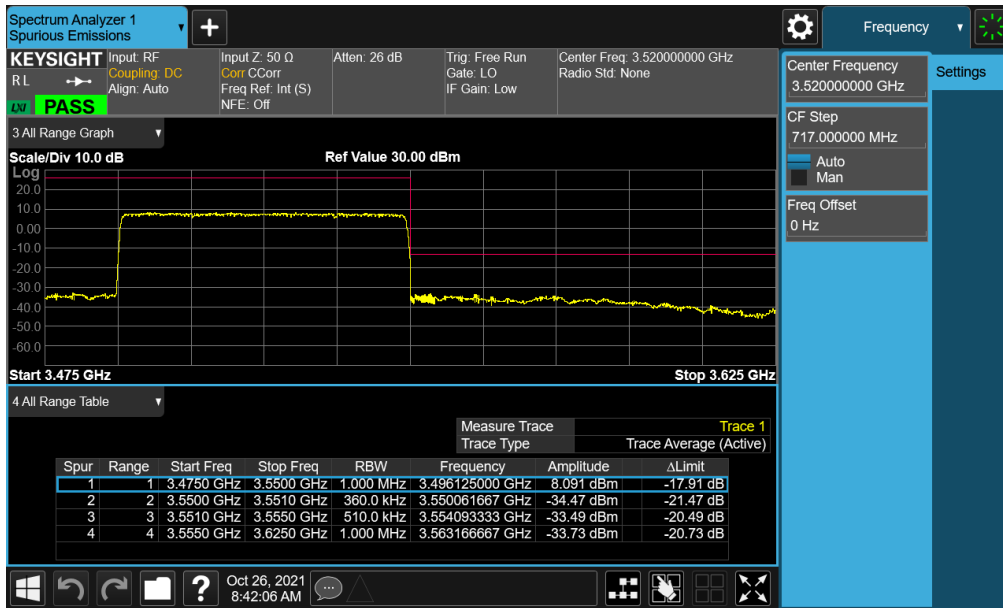 Spectrum Analyzer 1
Spurious Emissions
+
Frequency
KEYSIGHT
R L
LXI
PASS
Input: RF
Coupling: DC
Align: Auto
Input Z: 50 Ω
Corr CCorr
Freq Ref: Int (S)
NFE: Off
Atten: 26 dB
Trig: Free Run
Gate: LO
IF Gain: Low
Center Freq: 3.520000000 GHz
Radio Std: None
Center Frequency
3.520000000 GHz
Settings
CF Step
717.000000 MHz
Auto
Man
Freq Offset
0 Hz
3 All Range Graph
Scale/Div 10.0 dB
Ref Value 30.00 dBm
Log
20.0
10.0
0.00
-10.0
-20.0
-30.0
-40.0
-50.0
-60.0
Start 3.475 GHz
Stop 3.625 GHz
4 All Range Table
Measure Trace Trace 1
Trace Type Trace Average (Active)
Spur Range Start Freq Stop Freq RBW Frequency Amplitude ΔLimit
1 1 3.4750 GHz 3.5500 GHz 1.000 MHz 3.496125000 GHz 8.091 dBm -17.91 dB
2 2 3.5500 GHz 3.5510 GHz 360.0 kHz 3.550061667 GHz -34.47 dBm -21.47 dB
3 3 3.5510 GHz 3.5550 GHz 510.0 kHz 3.554093333 GHz -33.49 dBm -20.49 dB
4 4 3.5550 GHz 3.6250 GHz 1.000 MHz 3.563166667 GHz -33.73 dBm -20.73 dB
?
Oct 26, 2021
8:42:06 AM